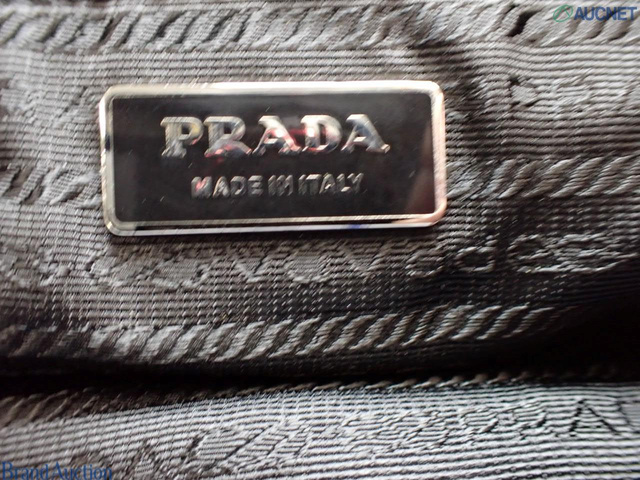 AUCNET
PRADA
MADE IN ITALY
Brand Auction